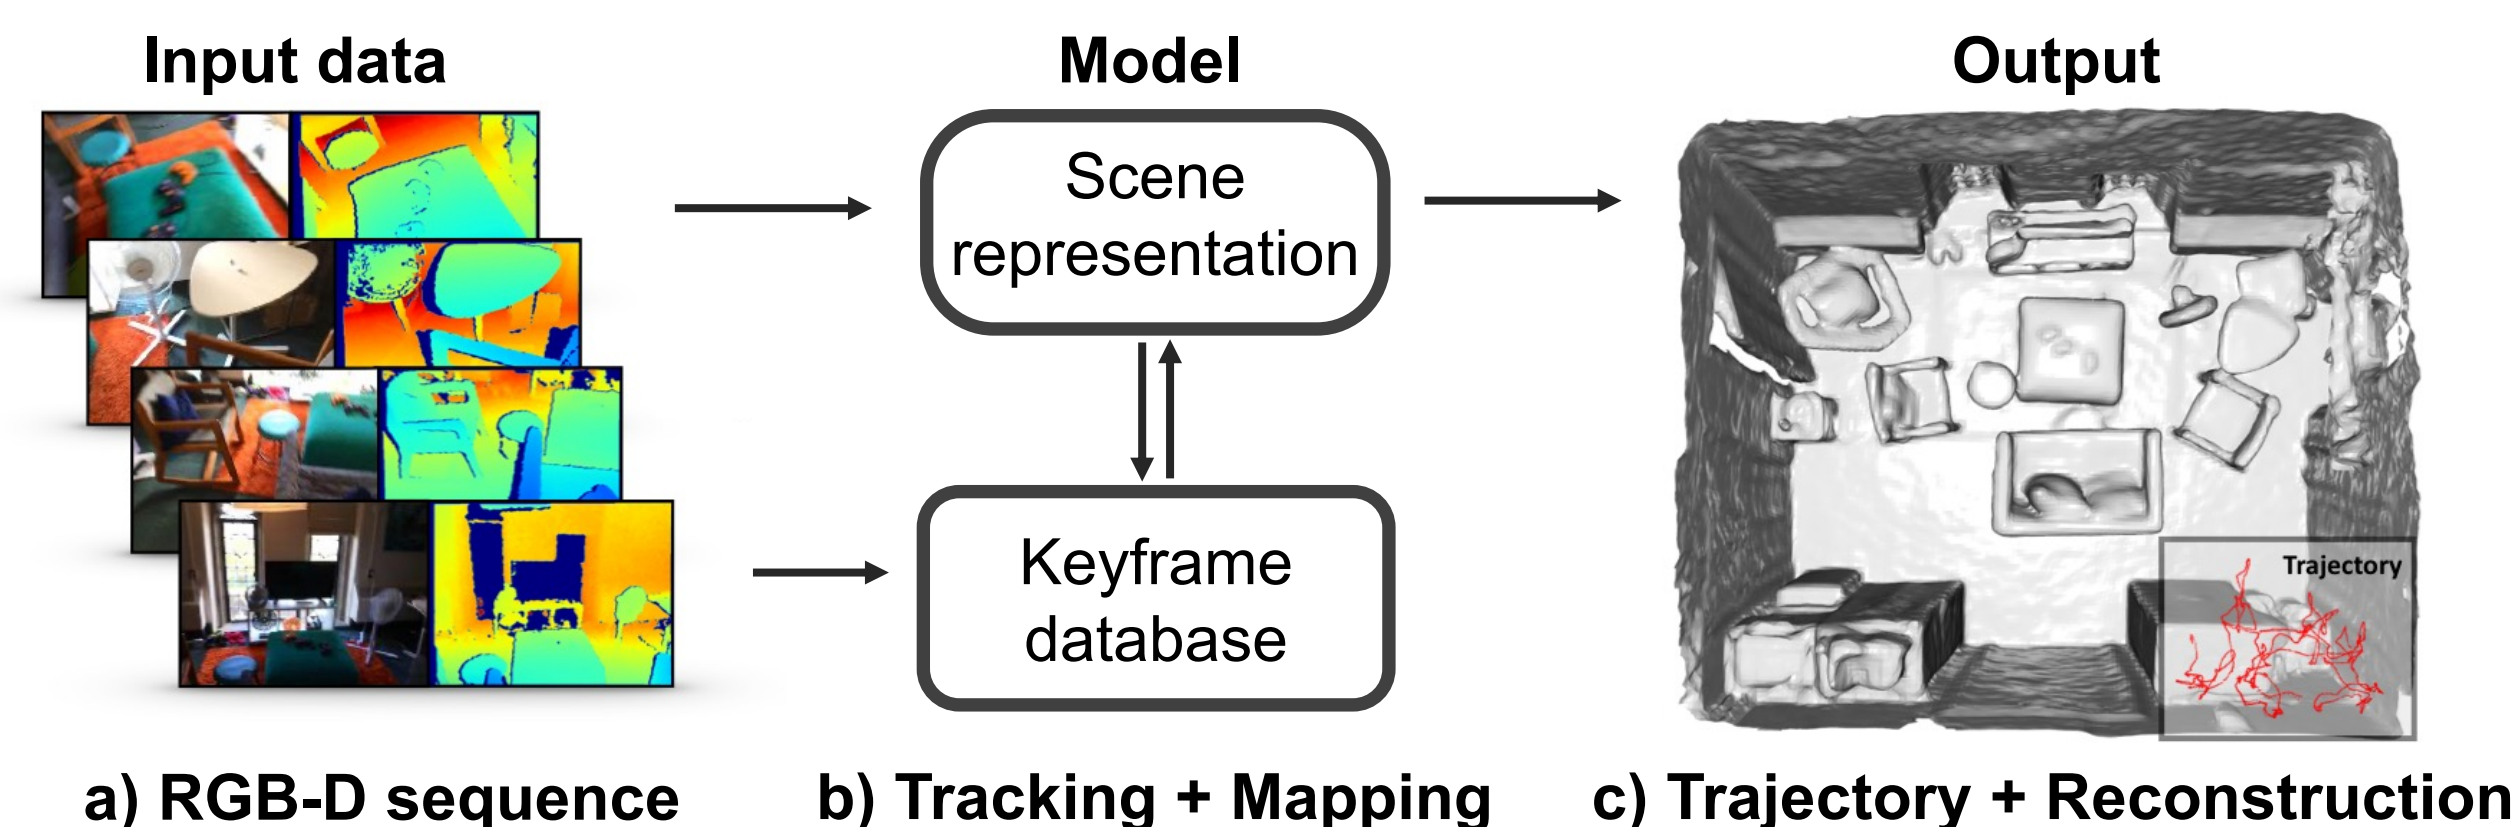 Input data
Model
Output
Scene
representation
Keyframe
database
Trajectory
a) RGB-D sequence
b) Tracking + Mapping
c) Trajectory + Reconstruction